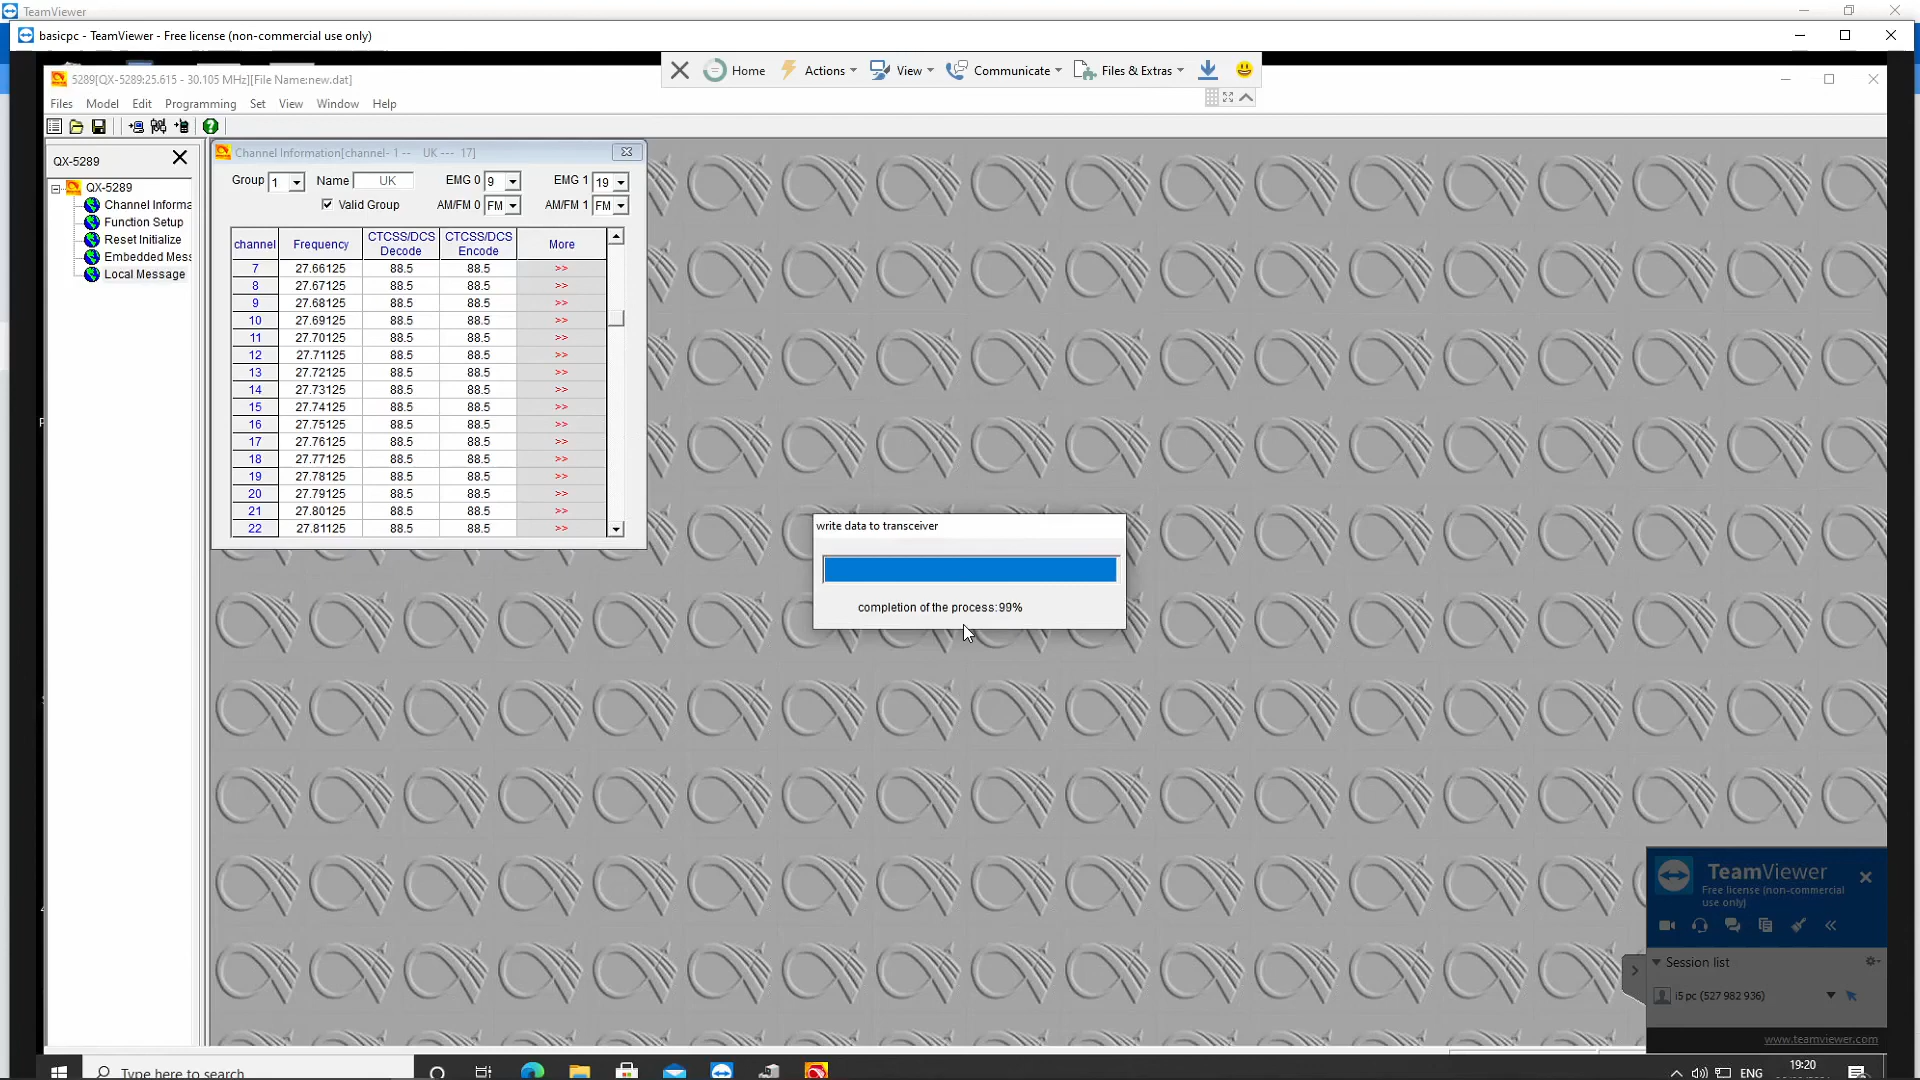 TeamViewer
basicpc - TeamViewer - Free license (non-commercial use only)
5289[QX-5289:25.615 - 30.105 MHz][File Name:new.dat]
Home Actions View Communicate Files & Extras
Files Model Edit Programming Set View Window Help
QX-5289
QX-5289
Channel Informa
Function Setup
Reset Initialize
Embedded Mess
Local Message
Channel Information[channel- 1 -- UK --- 17]
Group 1 Name UK EMG 0 9 EMG 1 19
Valid Group AM/FM 0 FM AM/FM 1 FM
channel Frequency CTCSS/DCS Decode CTCSS/DCS Encode More
7 27.66125 88.5 88.5 >>
8 27.67125 88.5 88.5 >>
9 27.68125 88.5 88.5 >>
10 27.69125 88.5 88.5 >>
11 27.70125 88.5 88.5 >>
12 27.71125 88.5 88.5 >>
13 27.72125 88.5 88.5 >>
14 27.73125 88.5 88.5 >>
15 27.74125 88.5 88.5 >>
16 27.75125 88.5 88.5 >>
17 27.76125 88.5 88.5 >>
18 27.77125 88.5 88.5 >>
19 27.78125 88.5 88.5 >>
20 27.79125 88.5 88.5 >>
21 27.80125 88.5 88.5 >>
22 27.81125 88.5 88.5 >>
write data to transceiver
completion of the process:99%
TeamViewer
Free license (non-commercial
use only)
Session list
i5 pc (527 982 936)
www.teamviewer.com
Type here to search
ENG
19:20